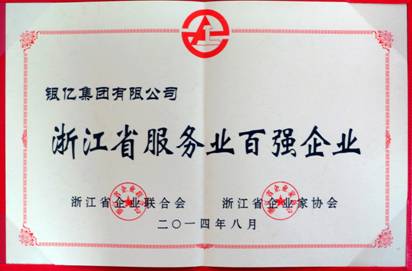 银亿集团有限公司
浙江省服务业百强企业
浙江省企业联合会 浙江省企业家协会
二〇一四年八月